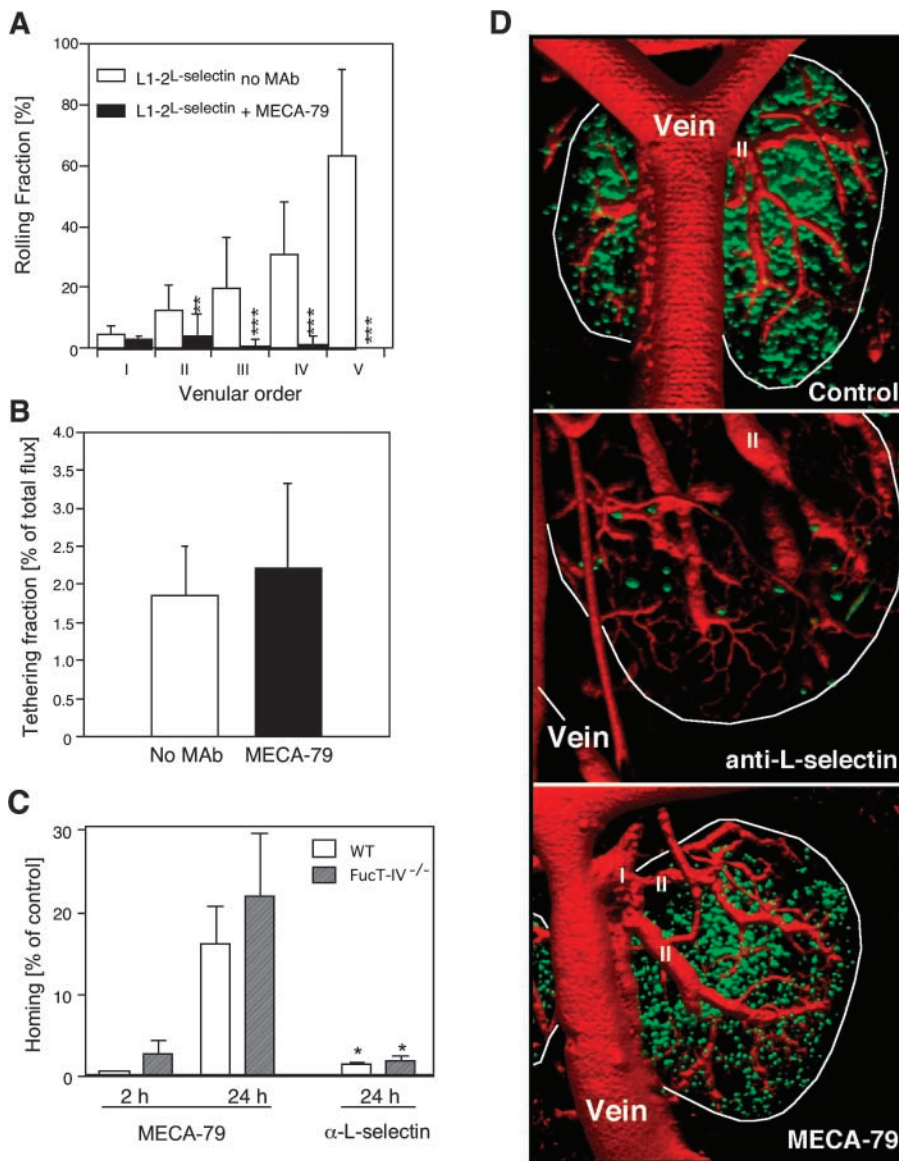 A
100
80
60
40
20
0
Rolling Fraction [%]
L1-2L-selectin no MAb
L1-2L-selectin + MECA-79
**
***
***
***
I II III IV V
Venular order
B
4.0
3.5
3.0
2.5
2.0
1.5
1.0
0.5
0
Tethering fraction [% of total flux]
No MAb MECA-79
C
30
20
10
0
Homing [% of control]
WT
FucT-IV -/-
* *
2 h 24 h 24 h
MECA-79 α-L-selectin
D
Vein
II
Control
II
Vein
anti-L-selectin
I
II
II
Vein
MECA-79